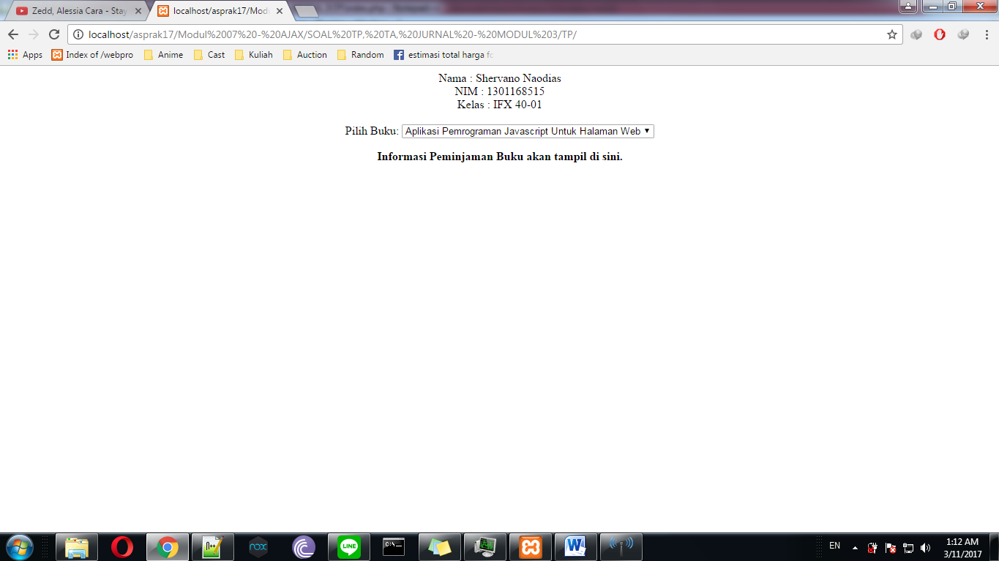 Zedd, Alessia Cara - Stay
localhost/asprak17/Modu
localhost/asprak17/Modul%2007%20-%20AJAX/SOAL%20TP,%20TA,%20JURNAL%20-%20MODUL%203/TP/
Apps Index of /webpro Anime Cast Kuliah Auction Random estimasi total harga fo
Nama : Shervano Naodias
NIM : 1301168515
Kelas : IFX 40-01
Pilih Buku: Aplikasi Pemrograman Javascript Untuk Halaman Web
Informasi Peminjaman Buku akan tampil di sini.
nox
LINE
C:\
EN
1:12 AM
3/11/2017